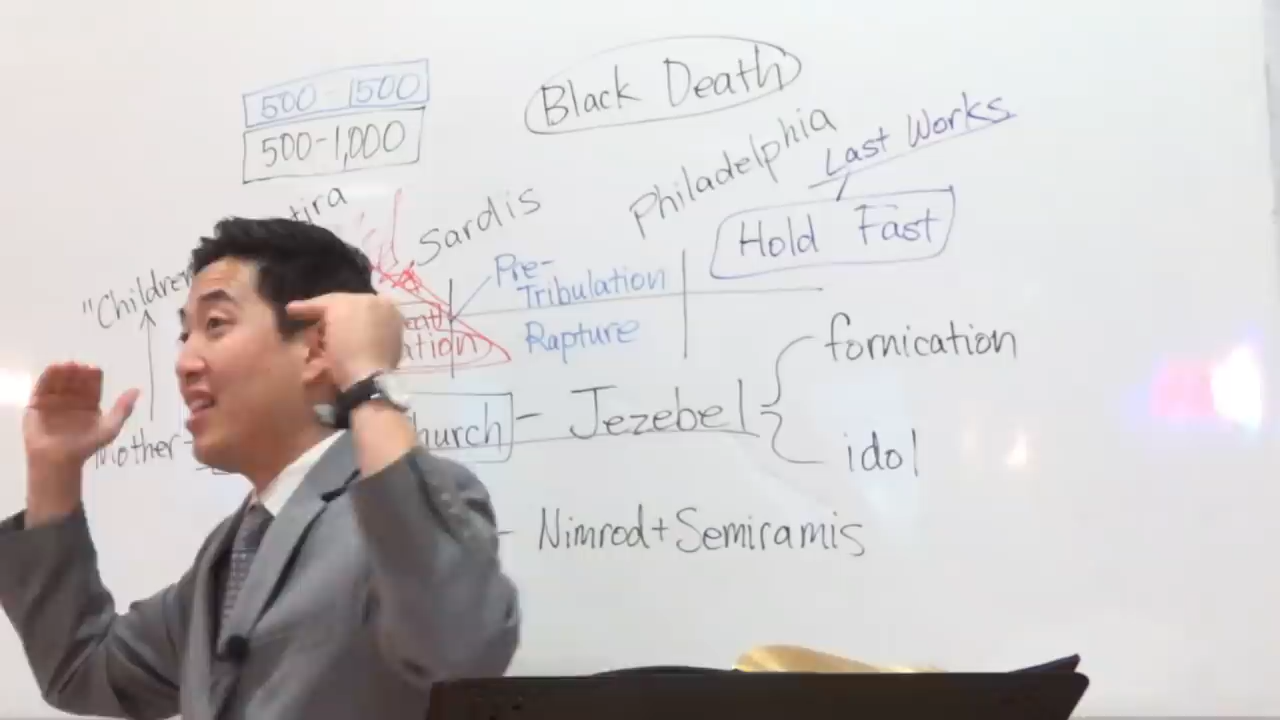 500-1500
500-1,000
Black Death
Sardis
Philadelphia
Last Works
Hold Fast
"Children
Pre-
Tribulation
Rapture
Mother
Jezebel
fornication
idol
Nimrod+Semiramis